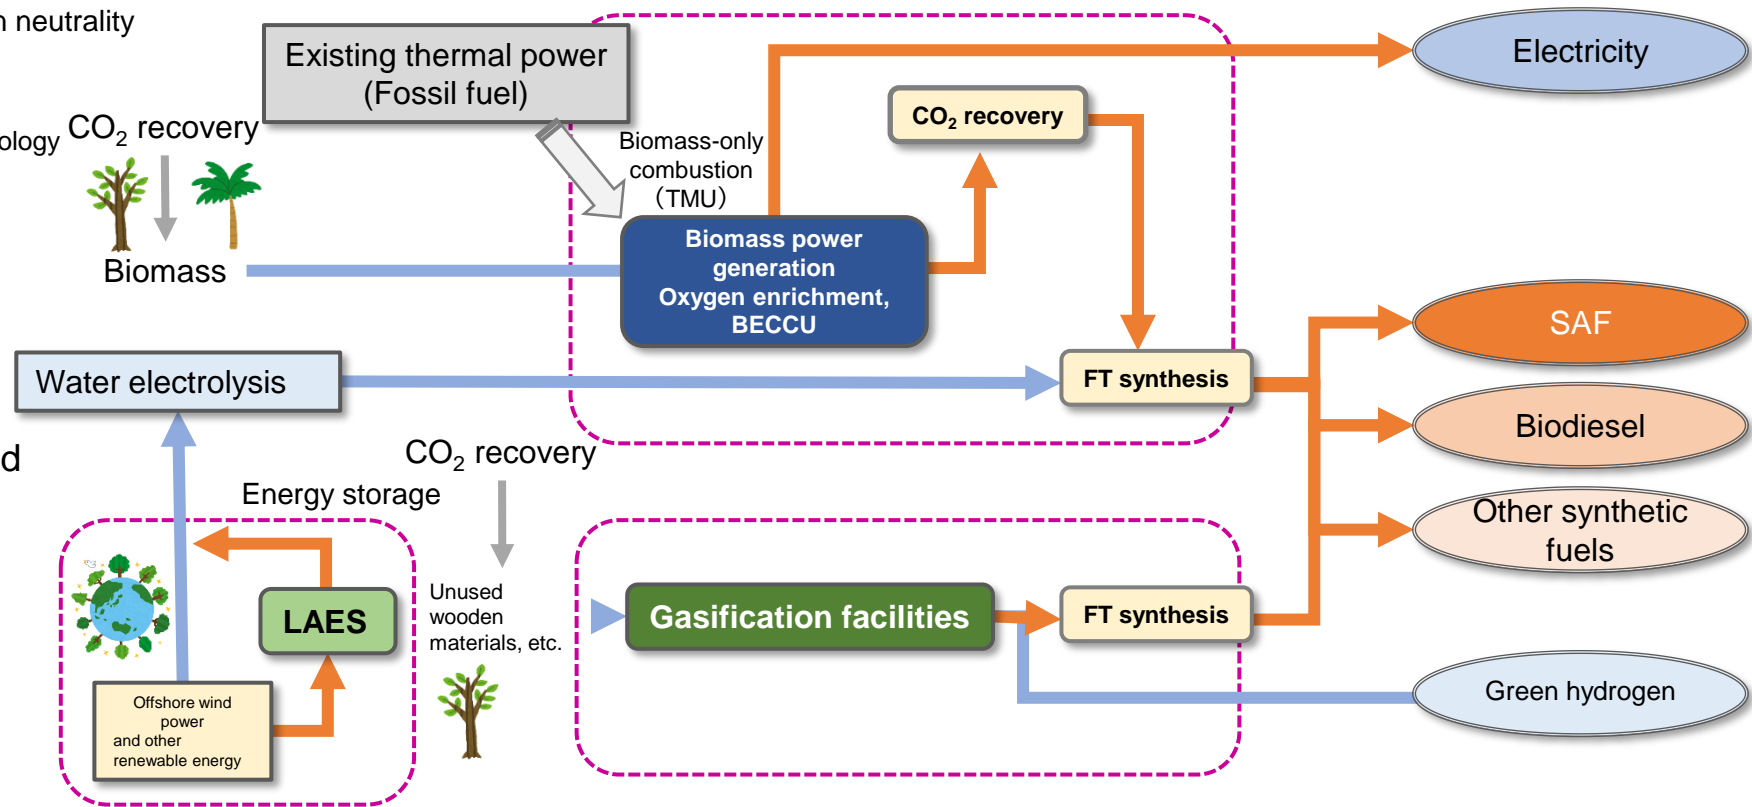 n neutrality
Existing thermal power
(Fossil fuel)
Electricity
ology
CO₂ recovery
Biomass
Biomass-only
combustion
（TMU）
CO₂ recovery
Biomass power
generation
Oxygen enrichment,
BECCU
SAF
Water electrolysis
FT synthesis
Biodiesel
d
CO₂ recovery
Energy storage
Other synthetic
fuels
LAES
Unused
wooden
materials, etc.
Gasification facilities
FT synthesis
Offshore wind
power
and other
renewable energy
Green hydrogen